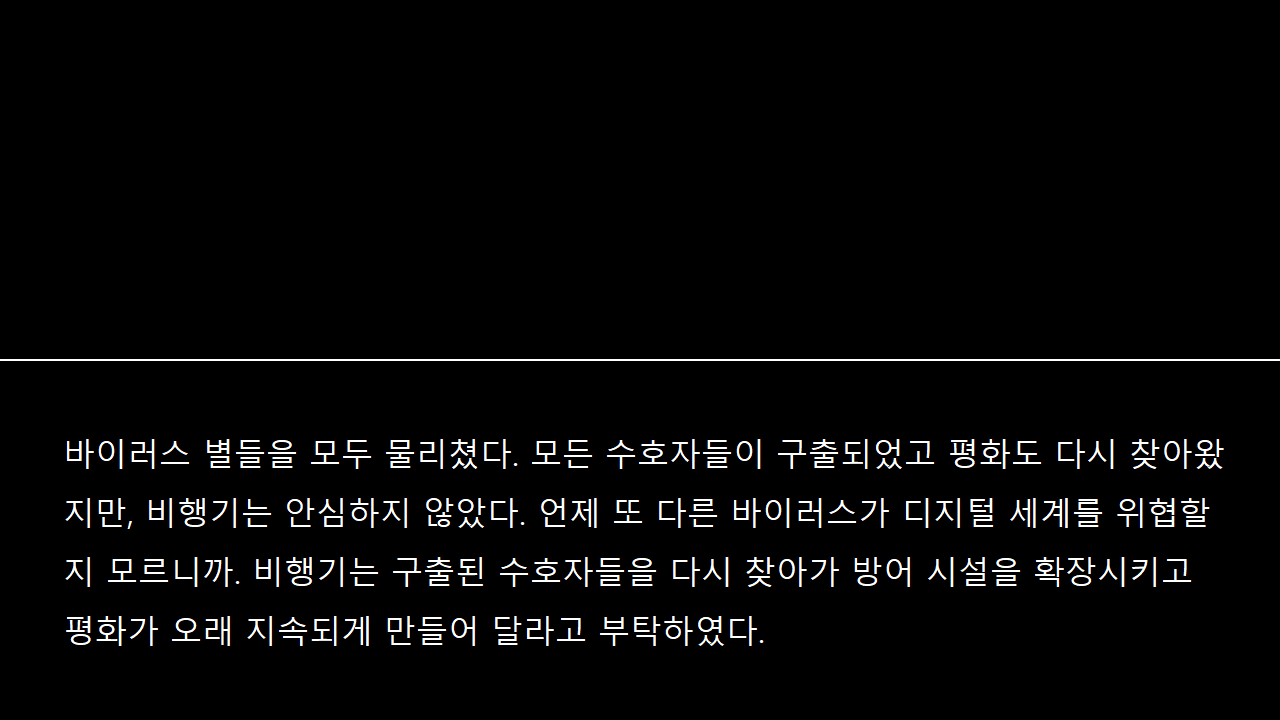 바이러스 별들을 모두 물리쳤다. 모든 수호자들이 구출되었고 평화도 다시 찾아왔
지만, 비행기는 안심하지 않았다. 언제 또 다른 바이러스가 디지털 세계를 위협할
지 모르니까. 비행기는 구출된 수호자들을 다시 찾아가 방어 시설을 확장시키고
평화가 오래 지속되게 만들어 달라고 부탁하였다.